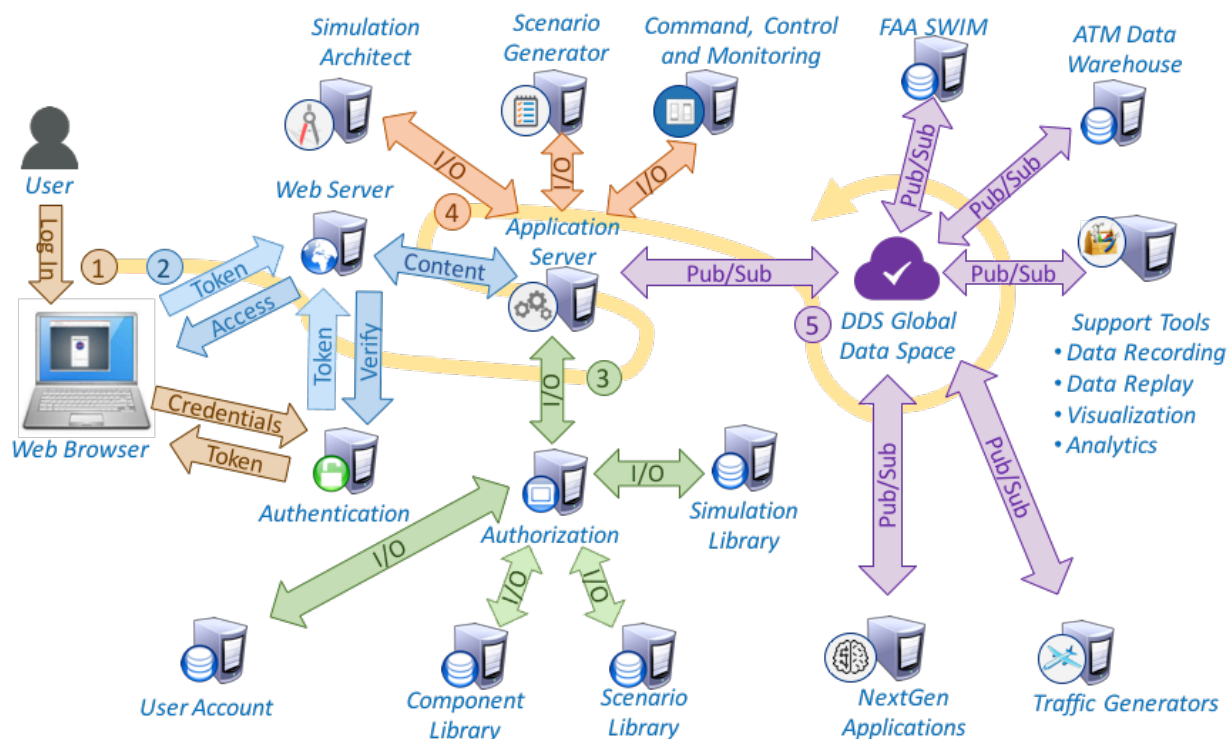 Simulation
Architect
Scenario
Generator
Command, Control
and Monitoring
FAA SWIM
ATM Data
Warehouse
User
Log In
Web Server
I/O
I/O
I/O
Pub/Sub
Pub/Sub
1
2
4
Token
Access
Content
Application
Server
Pub/Sub
Pub/Sub
5
DDS Global
Data Space
Support Tools
• Data Recording
• Data Replay
• Visualization
• Analytics
Token
Verify
I/O
3
Web Browser
Credentials
Token
Authentication
Authorization
I/O
Simulation
Library
I/O
I/O
I/O
Pub/Sub
Pub/Sub
User Account
Component
Library
Scenario
Library
NextGen
Applications
Traffic Generators